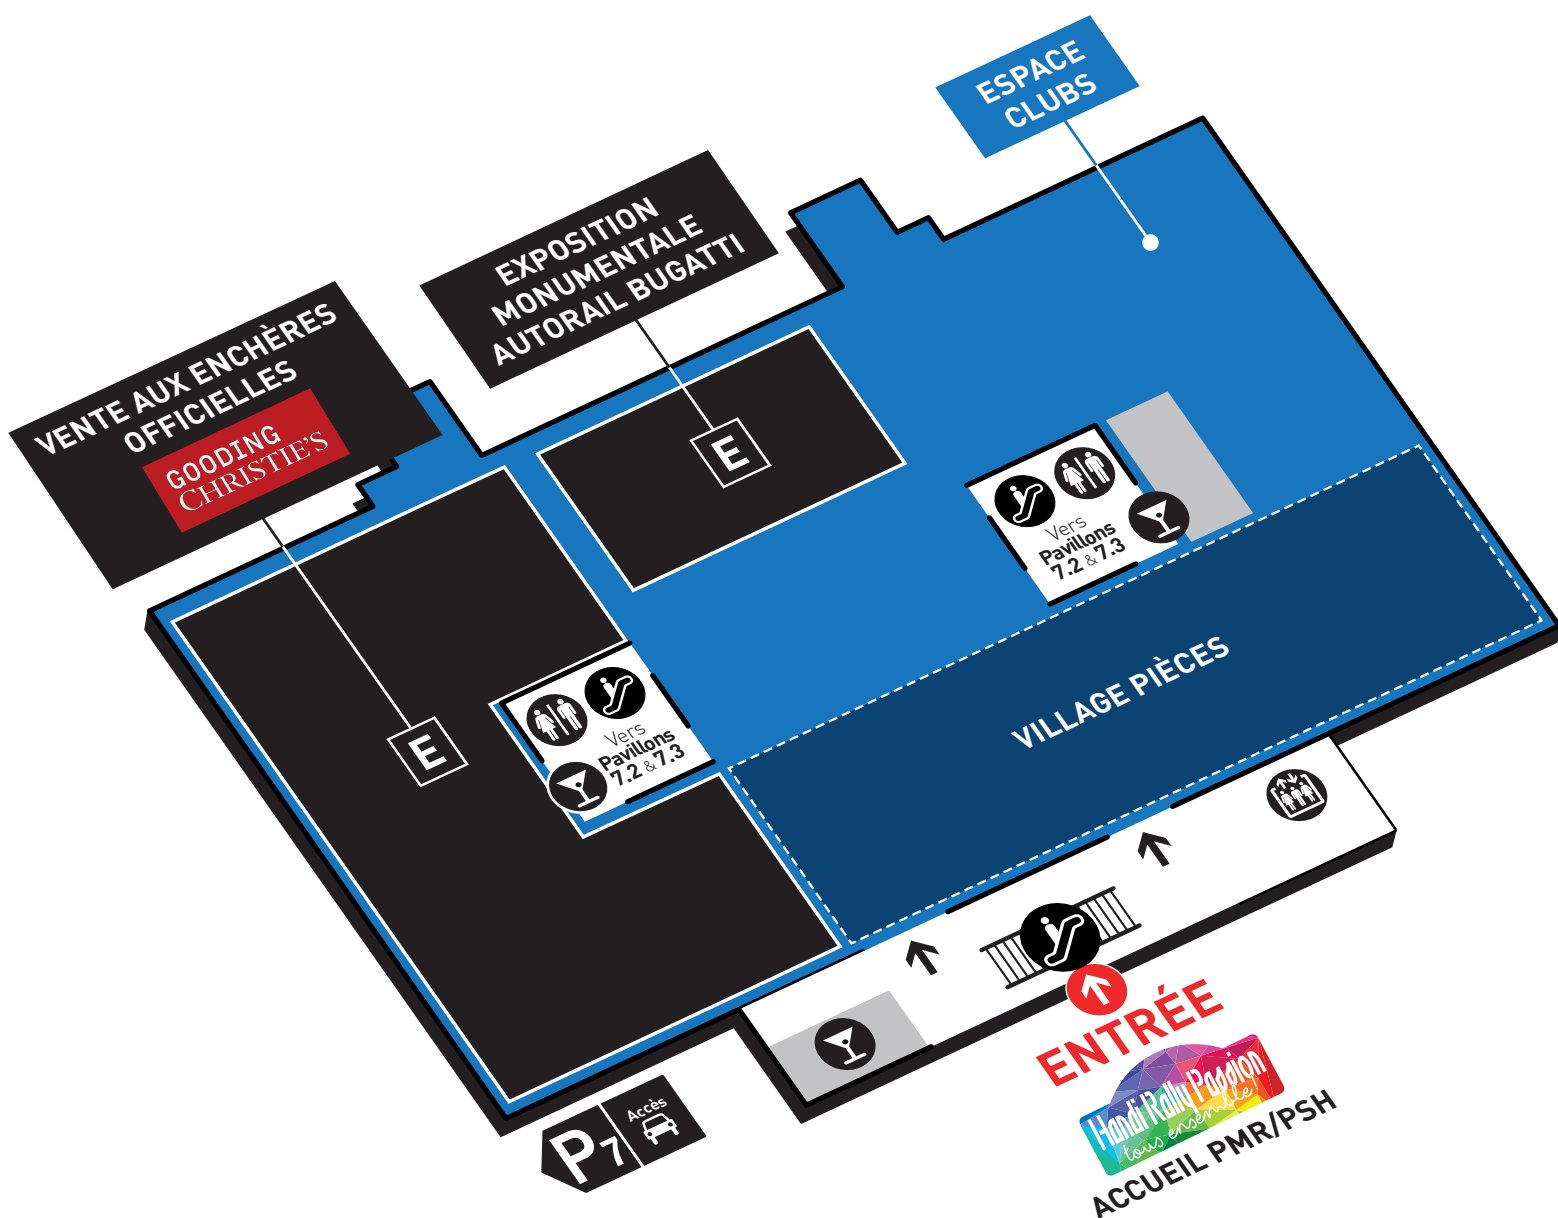 ESPACE
CLUBS
EXPOSITION
MONUMENTALE
AUTORAIL BUGATTI
VENTE AUX ENCHÈRES
OFFICIELLES
GOODING
CHRISTIE'S
E
E
Vers
Pavillons
7.2 & 7.3
Vers
Pavillons
7.2 & 7.3
VILLAGE PIÈCES
ENTRÉE
Handi Rally Passion
tous ensemble!
ACCUEIL PMR/PSH
P7
Accès